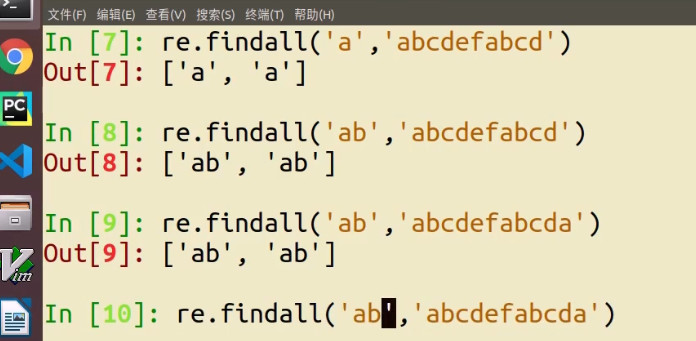 文件(F) 编辑(E) 查看(V) 搜索(S) 终端(T) 帮助(H)
In [7]: re.findall('a','abcdefabcd')
Out[7]: ['a', 'a']
In [8]: re.findall('ab','abcdefabcd')
Out[8]: ['ab', 'ab']
In [9]: re.findall('ab','abcdefabcda')
Out[9]: ['ab', 'ab']
In [10]: re.findall('ab','abcdefabcda')
PC
Vim